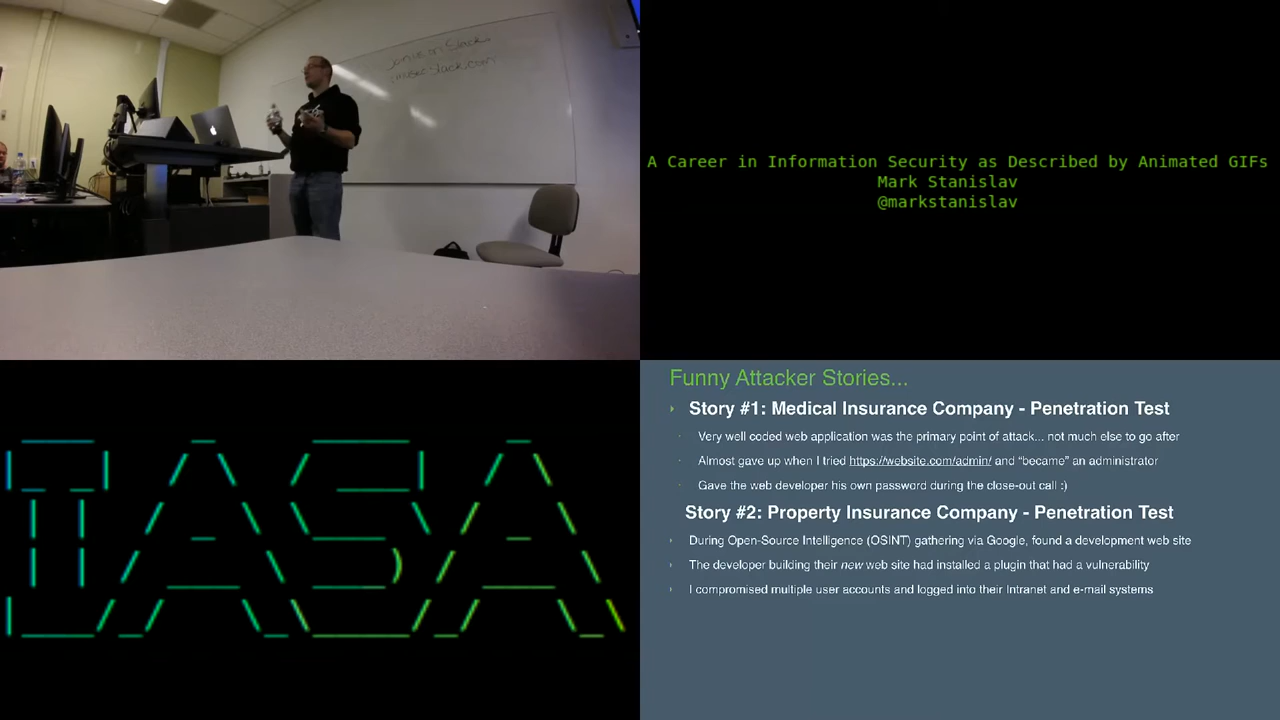 A Career in Information Security as Described by Animated GIFs
Mark Stanislav
@markstanislav
IASA
Funny Attacker Stories...
Story #1: Medical Insurance Company - Penetration Test
Very well coded web application was the primary point of attack... not much else to go after
Almost gave up when I tried https://website.com/admin/ and “became” an administrator
Gave the web developer his own password during the close-out call :)
Story #2: Property Insurance Company - Penetration Test
During Open-Source Intelligence (OSINT) gathering via Google, found a development web site
The developer building their new web site had installed a plugin that had a vulnerability
I compromised multiple user accounts and logged into their Intranet and e-mail systems